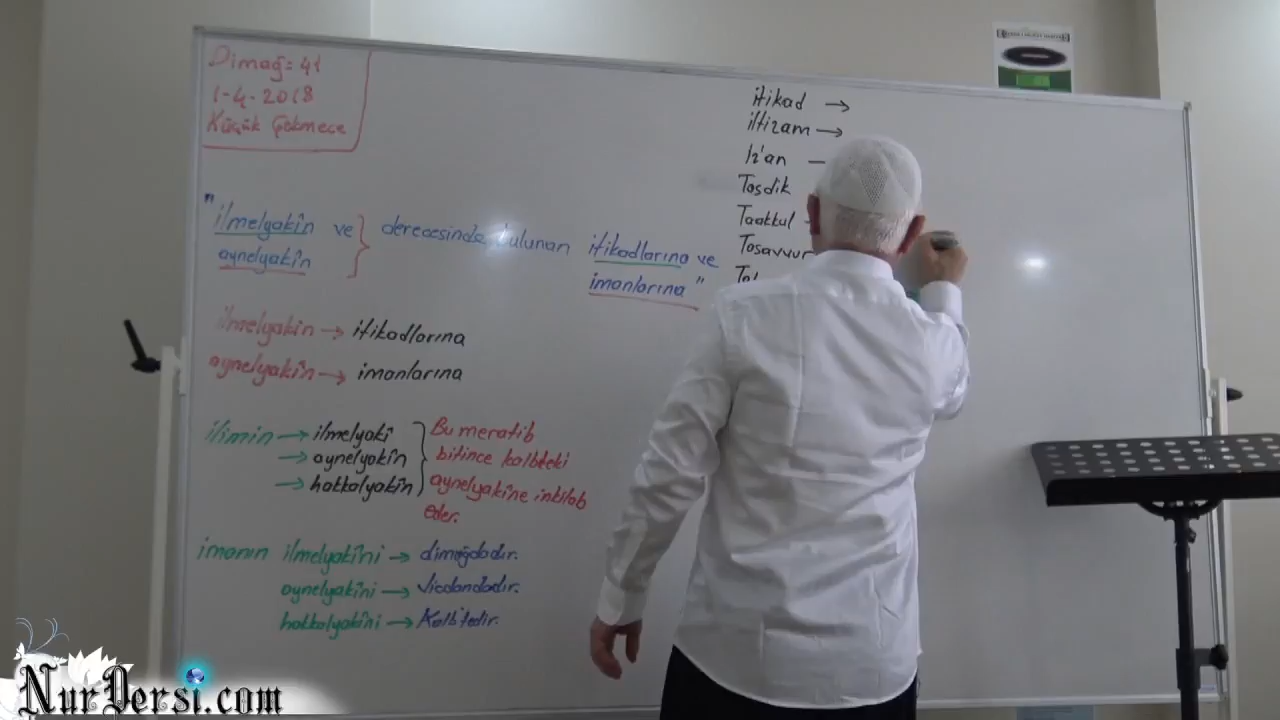 Dimağ = 41
1-4-2018
Küçük Çekmece
"ilmelyakîn ve
aynelyakîn } derecesinde bulunan itikadlarına ve
imanlarına"
ilmelyakîn → itikadlarına
aynelyakîn → imanlarına
ilimin → ilmelyakî
→ aynelyakîn
→ hakkalyakîn
Bu meratib
bitince kalbteki
aynelyakîne inkilab
eder.
imanın ilmelyakîni → dimağdadır.
aynelyakîni → Vicdandadır.
hakkalyakîni → Kalbtedir.
itikad →
iltizam →
Iz'an —
Tasdik
Taakkul
Tasavvur
NurDersi.com